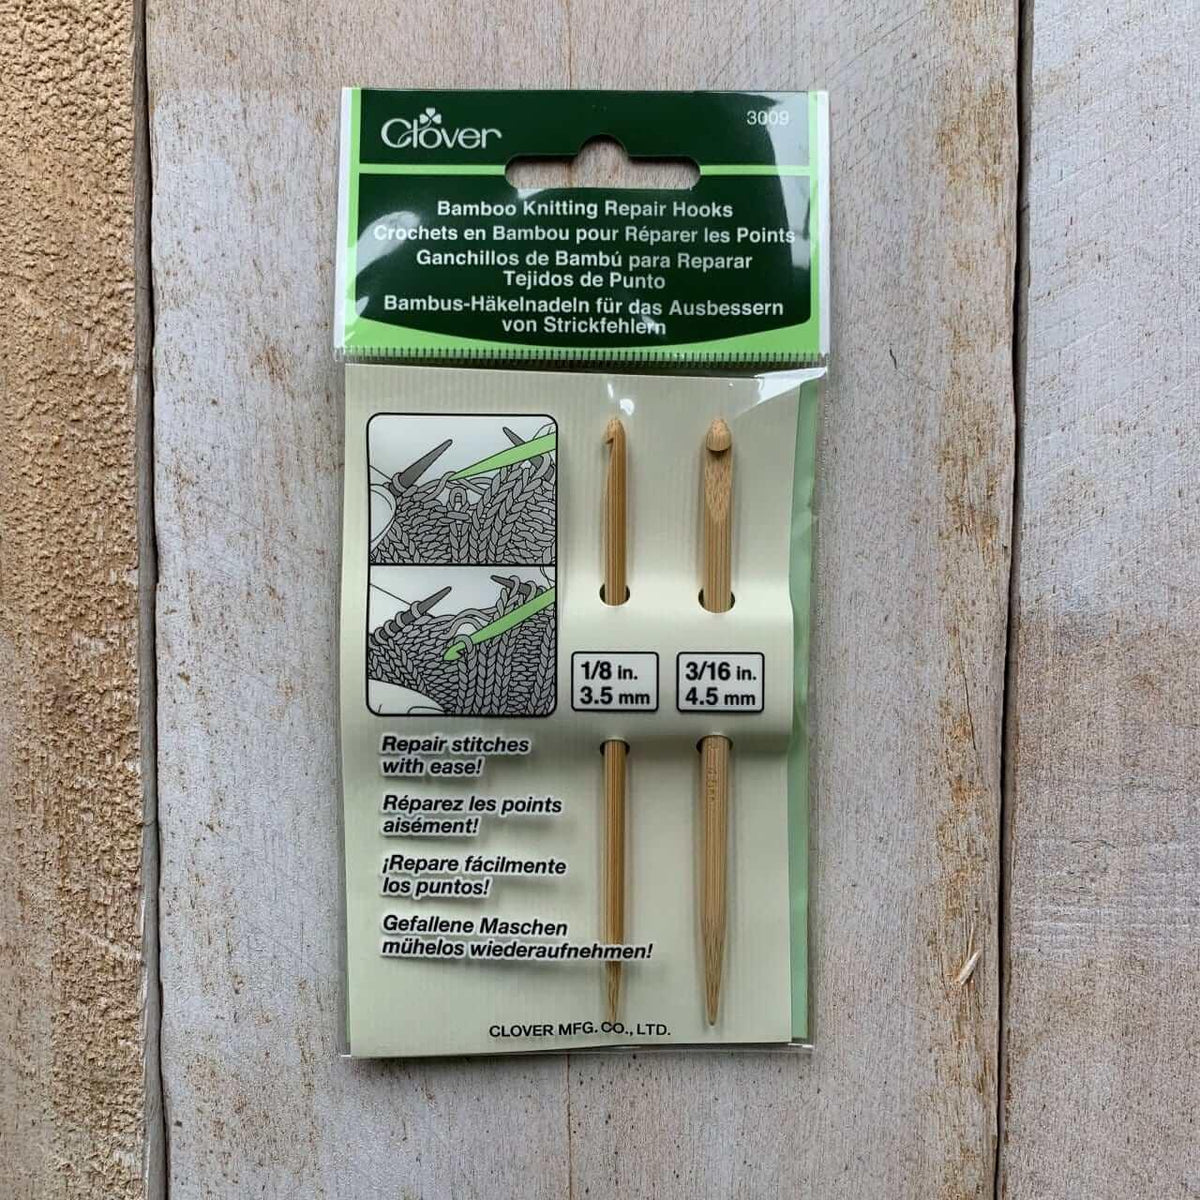 Clover
3009
Bamboo Knitting Repair Hooks
Crochets en Bambou pour Réparer les Points
Ganchillos de Bambú para Reparar
Tejidos de Punto
Bambus-Häkelnadeln für das Ausbessern
von Strickfehlern
1/8 in.
3.5 mm
3/16 in.
4.5 mm
Repair stitches
with ease!
Réparez les points
aisément!
¡Repare fácilmente
los puntos!
Gefallene Maschen
mühelos wiederaufnehmen!
CLOVER MFG. CO., LTD.